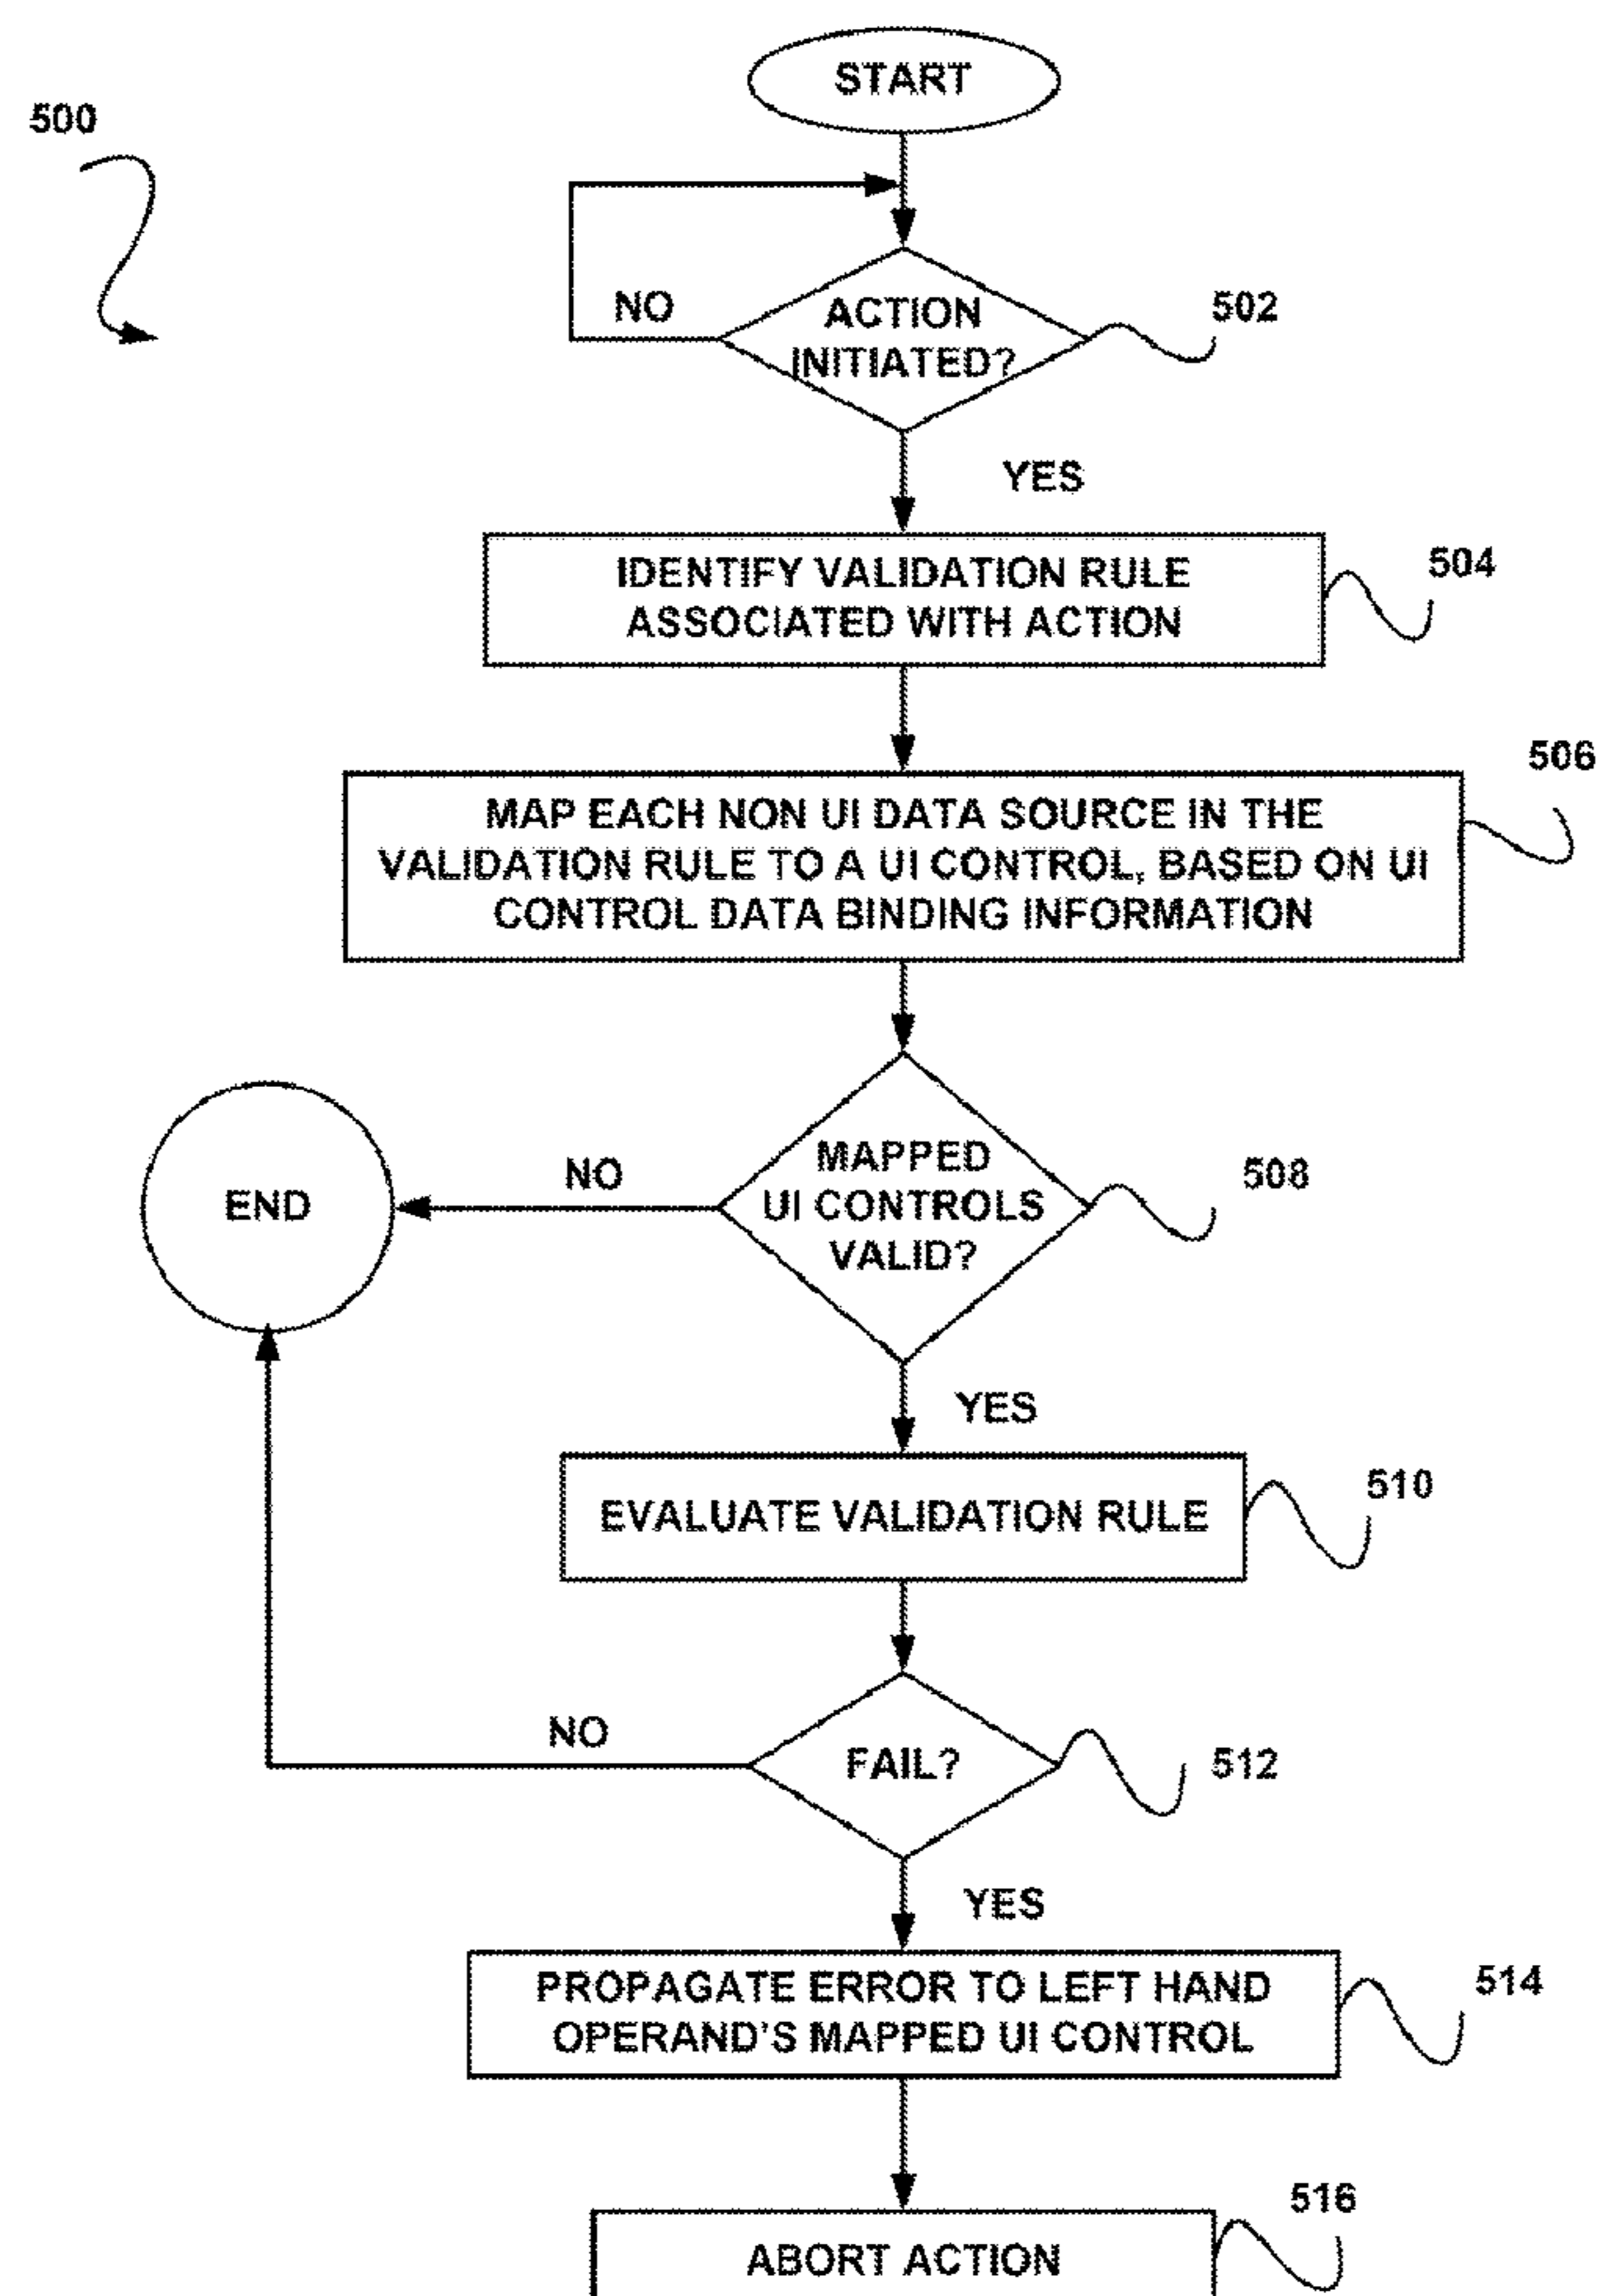 START
500
NO
ACTION
INITIATED?
502
YES
IDENTIFY VALIDATION RULE
ASSOCIATED WITH ACTION
504
506
MAP EACH NON UI DATA SOURCE IN THE
VALIDATION RULE TO A UI CONTROL, BASED ON UI
CONTROL DATA BINDING INFORMATION
END
NO
MAPPED
UI CONTROLS
VALID?
508
YES
EVALUATE VALIDATION RULE
510
NO
FAIL?
512
YES
PROPAGATE ERROR TO LEFT HAND
OPERAND'S MAPPED UI CONTROL
514
516
ABORT ACTION